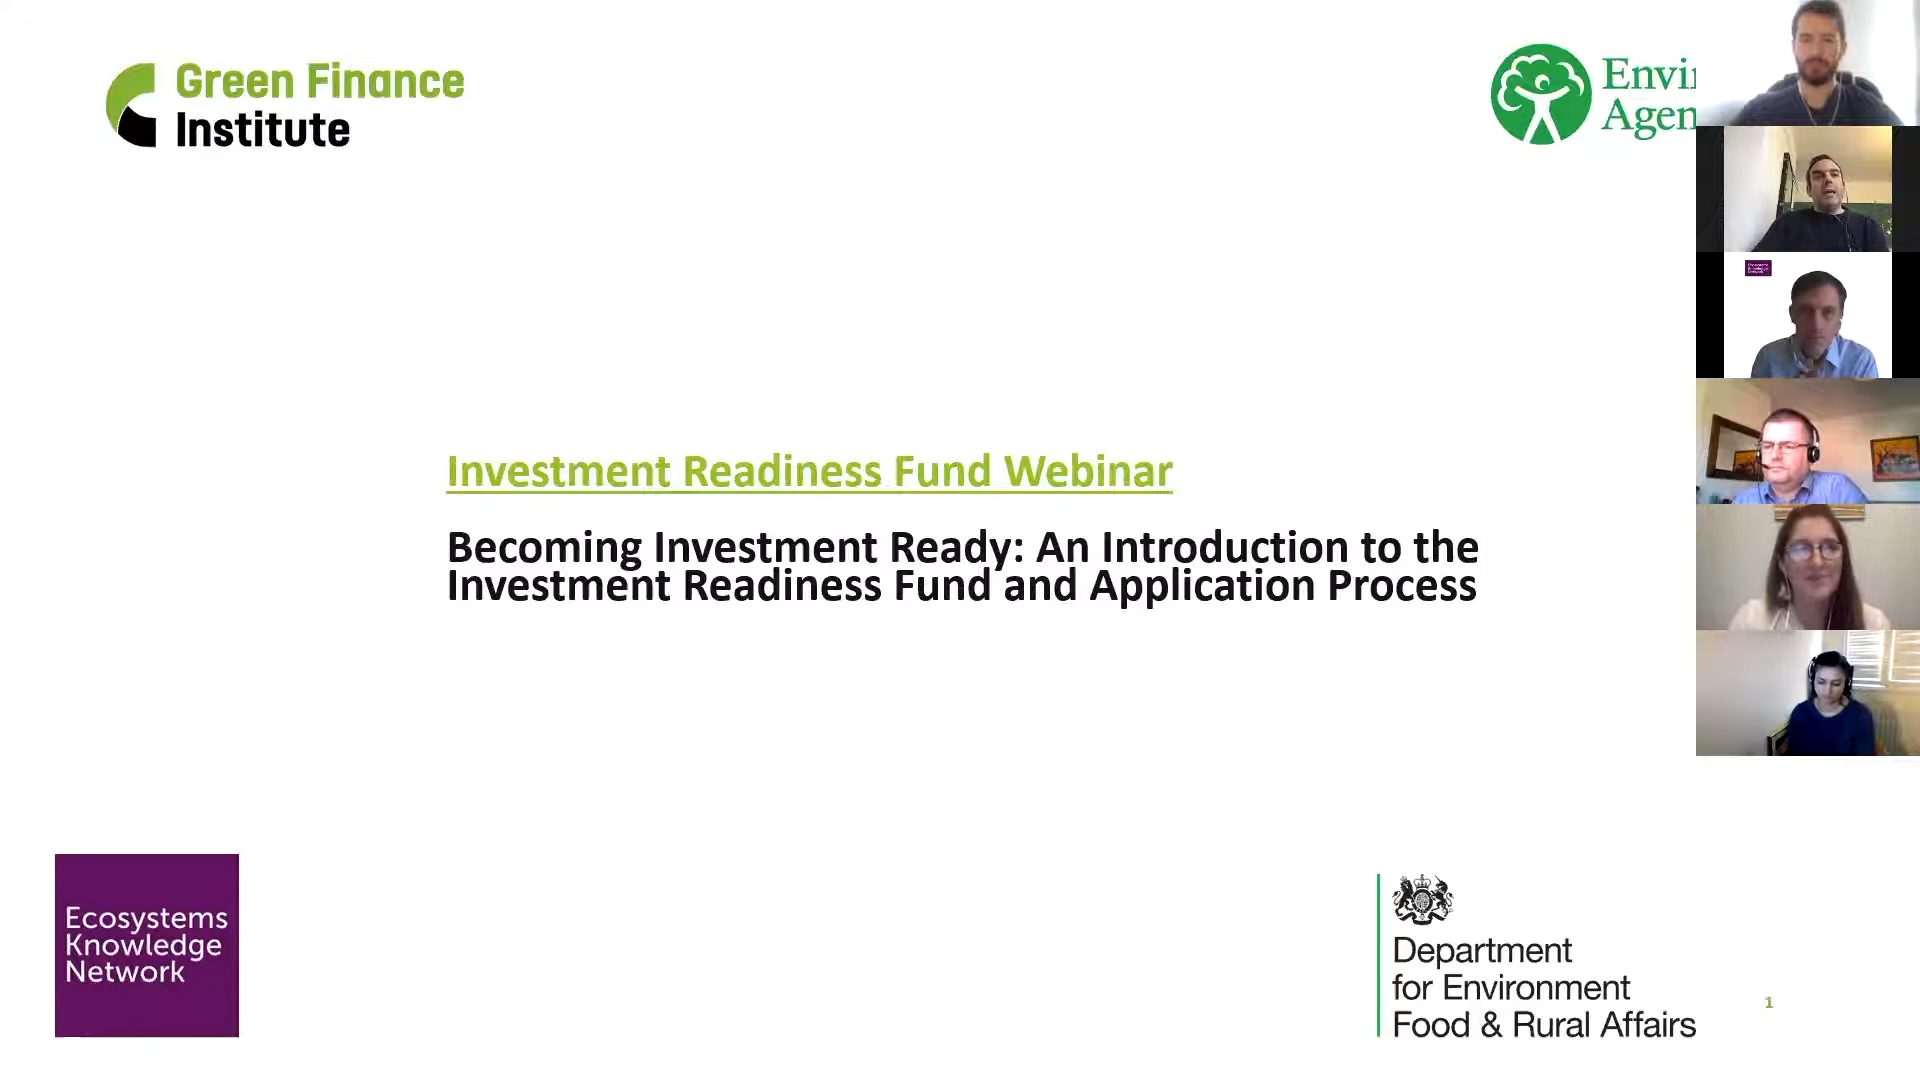 Green Finance
Institute
Envir
Agen
Investment Readiness Fund Webinar
Becoming Investment Ready: An Introduction to the
Investment Readiness Fund and Application Process
Ecosystems
Knowledge
Network
Department
for Environment
Food & Rural Affairs
1